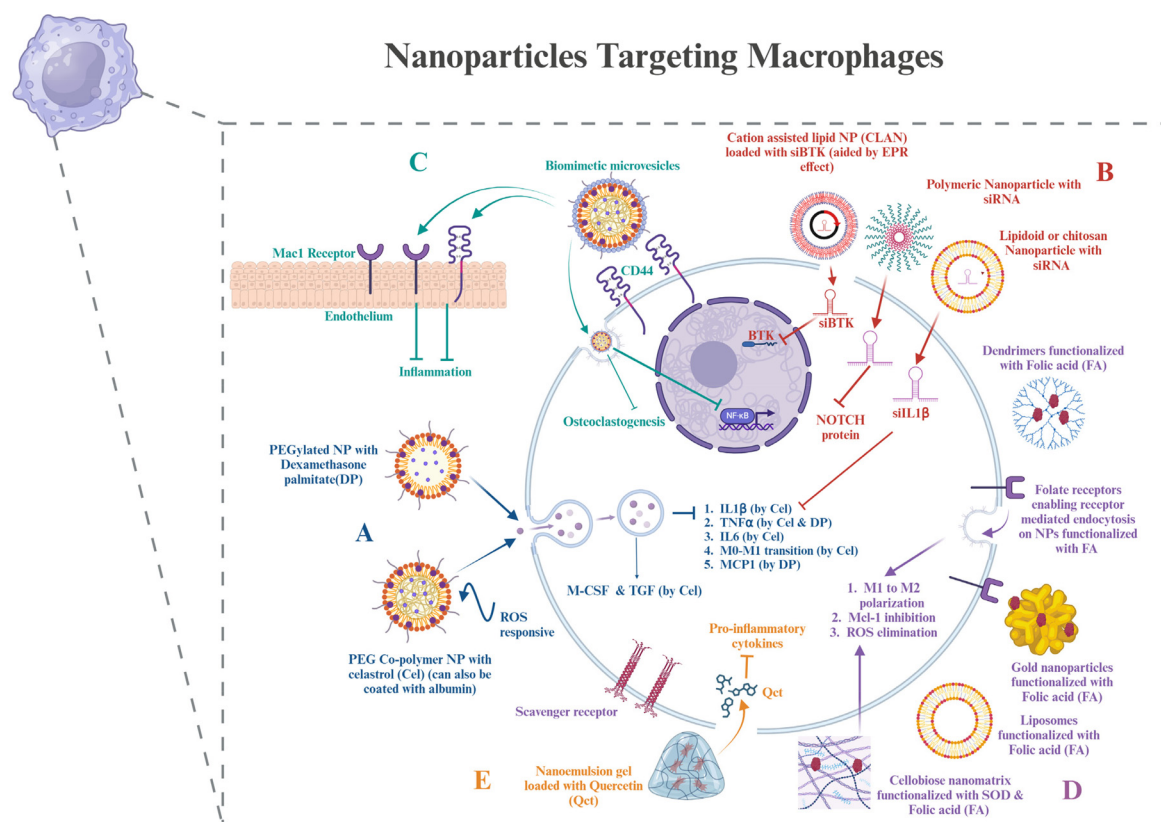 Nanoparticles Targeting Macrophages
C
Biomimetic microvesicles
Mac1 Receptor
CD44
Endothelium
Inflammation
Osteoclastogenesis
Cation assisted lipid NP (CLAN)
loaded with siBTK (aided by EPR
effect)
B
Polymeric Nanoparticle with
siRNA
Lipidoid or chitosan
Nanoparticle with
siRNA
siBTK
BTK
NF-κB
NOTCH
protein
siIL1β
Dendrimers functionalized
with Folic acid (FA)
PEGylated NP with
Dexamethasone
palmitate(DP)
A
ROS
responsive
PEG Co-polymer NP with
celastrol (Cel) (can also be
coated with albumin)
1. IL1β (by Cel)
2. TNFα (by Cel & DP)
3. IL6 (by Cel)
4. M0-M1 transition (by Cel)
5. MCP1 (by DP)
M-CSF & TGF (by Cel)
Folate receptors
enabling receptor
mediated endocytosis
on NPs functionalized
with FA
1. M1 to M2
polarization
2. Mcl-1 inhibition
3. ROS elimination
Gold nanoparticles
functionalized with
Folic acid (FA)
Liposomes
functionalized with
Folic acid (FA)
Cellobiose nanomatrix
functionalized with SOD &
Folic acid (FA)
D
Scavenger receptor
Pro-inflammatory
cytokines
Qct
E
Nanoemulsion gel
loaded with Quercetin
(Qct)